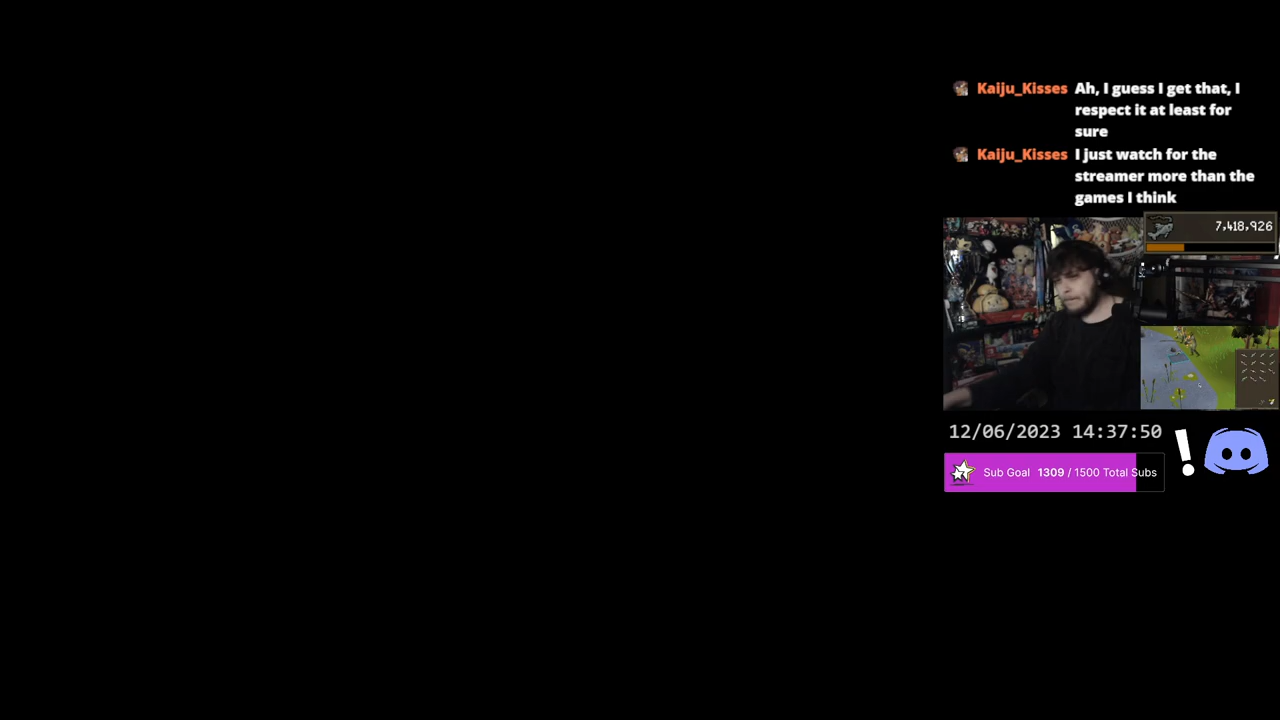 Kaiju_Kisses Ah, I guess I get that, I
respect it at least for
sure
Kaiju_Kisses I just watch for the
streamer more than the
games I think
7,418,926
12/06/2023 14:37:50
Sub Goal 1309 / 1500 Total Subs
!